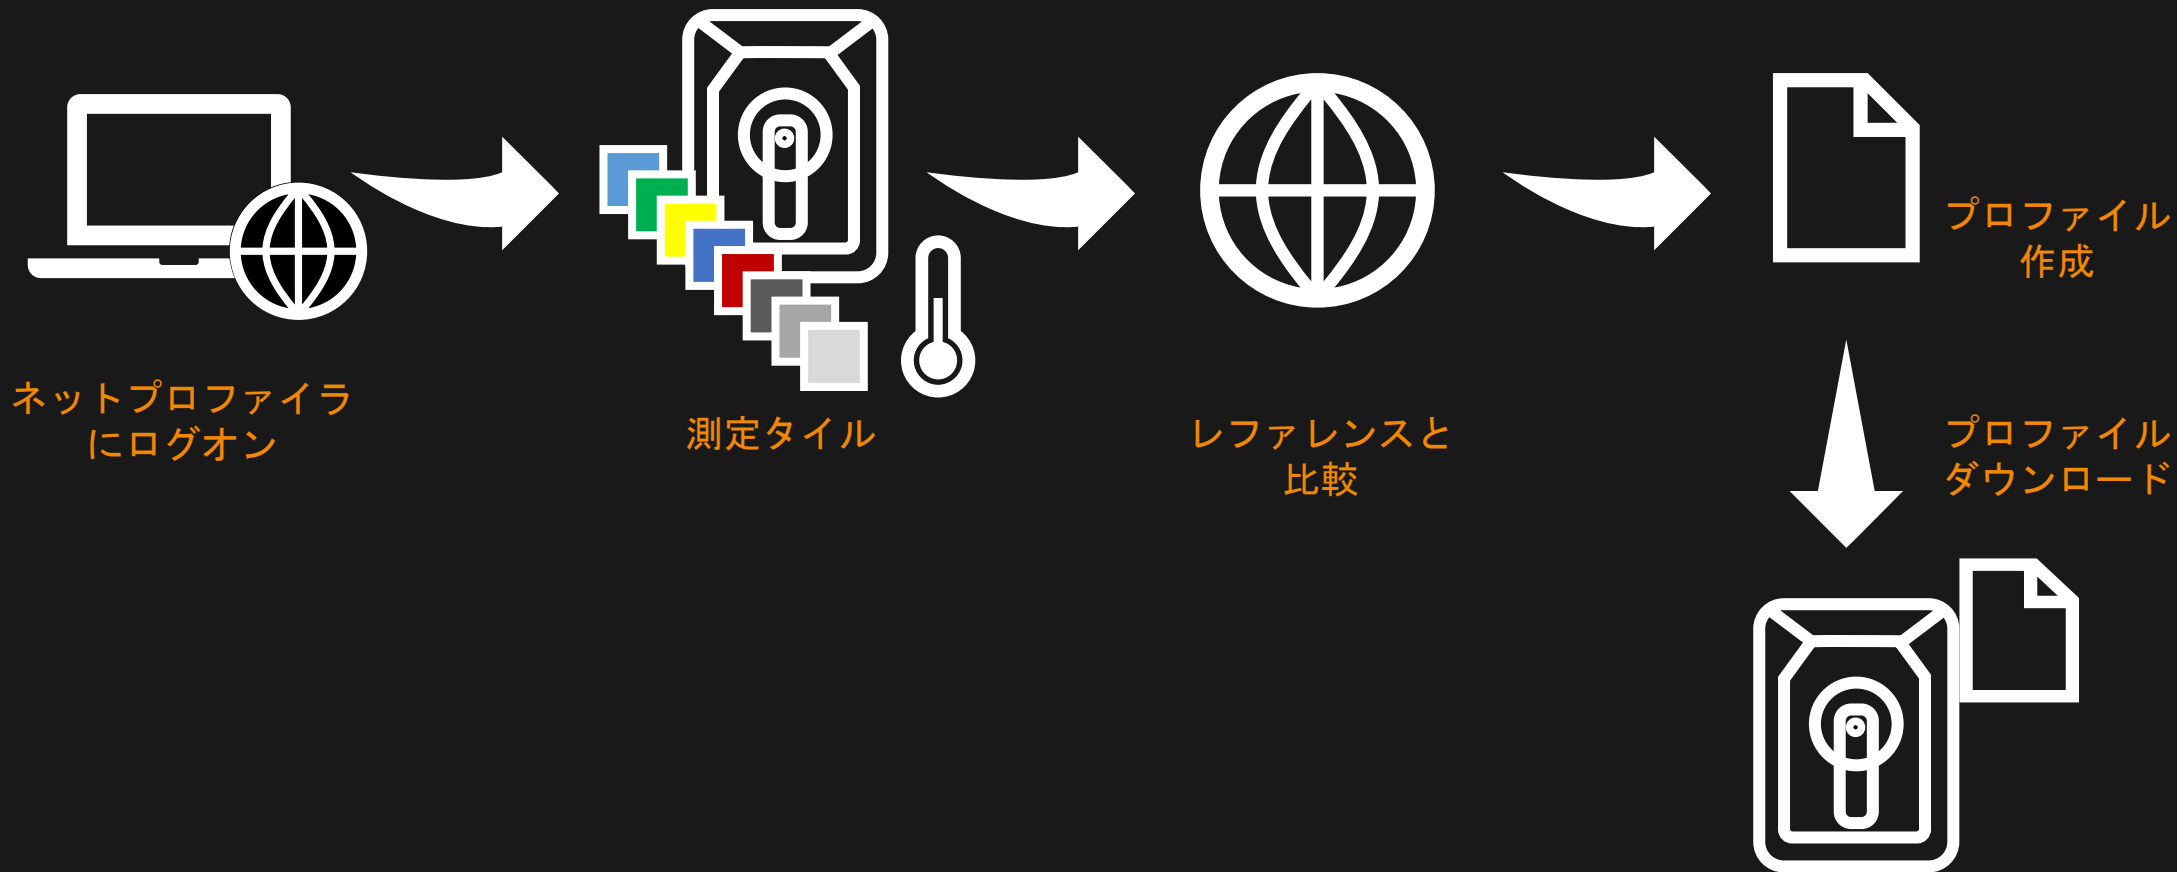 ネットプロファイラ
にログオン
測定タイル
レファレンスと
比較
プロファイル
作成
プロファイル
ダウンロード